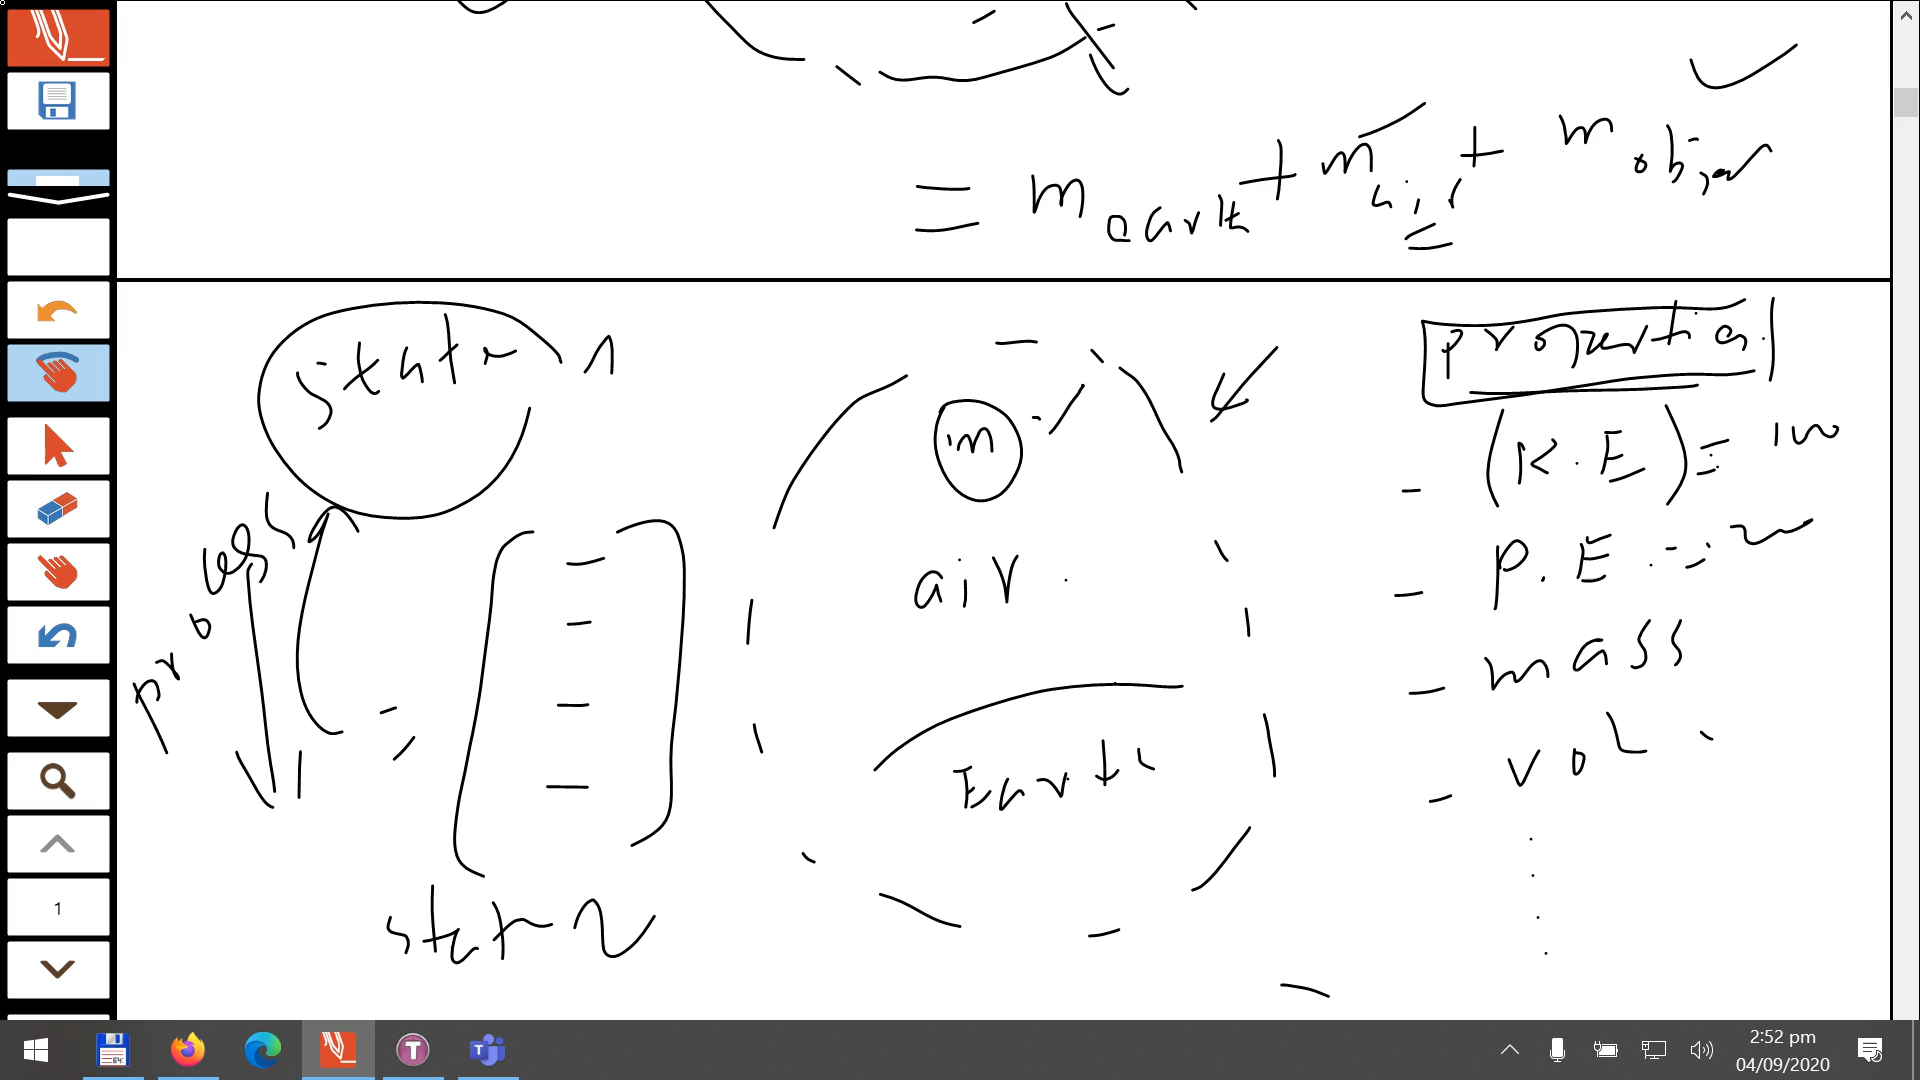 = m earth + m air + m object
state 1
properties
m
(K.E) = 100
process
air
- P.E =
- mass
- vol.
Earth
state 2
1
2:52 pm
04/09/2020